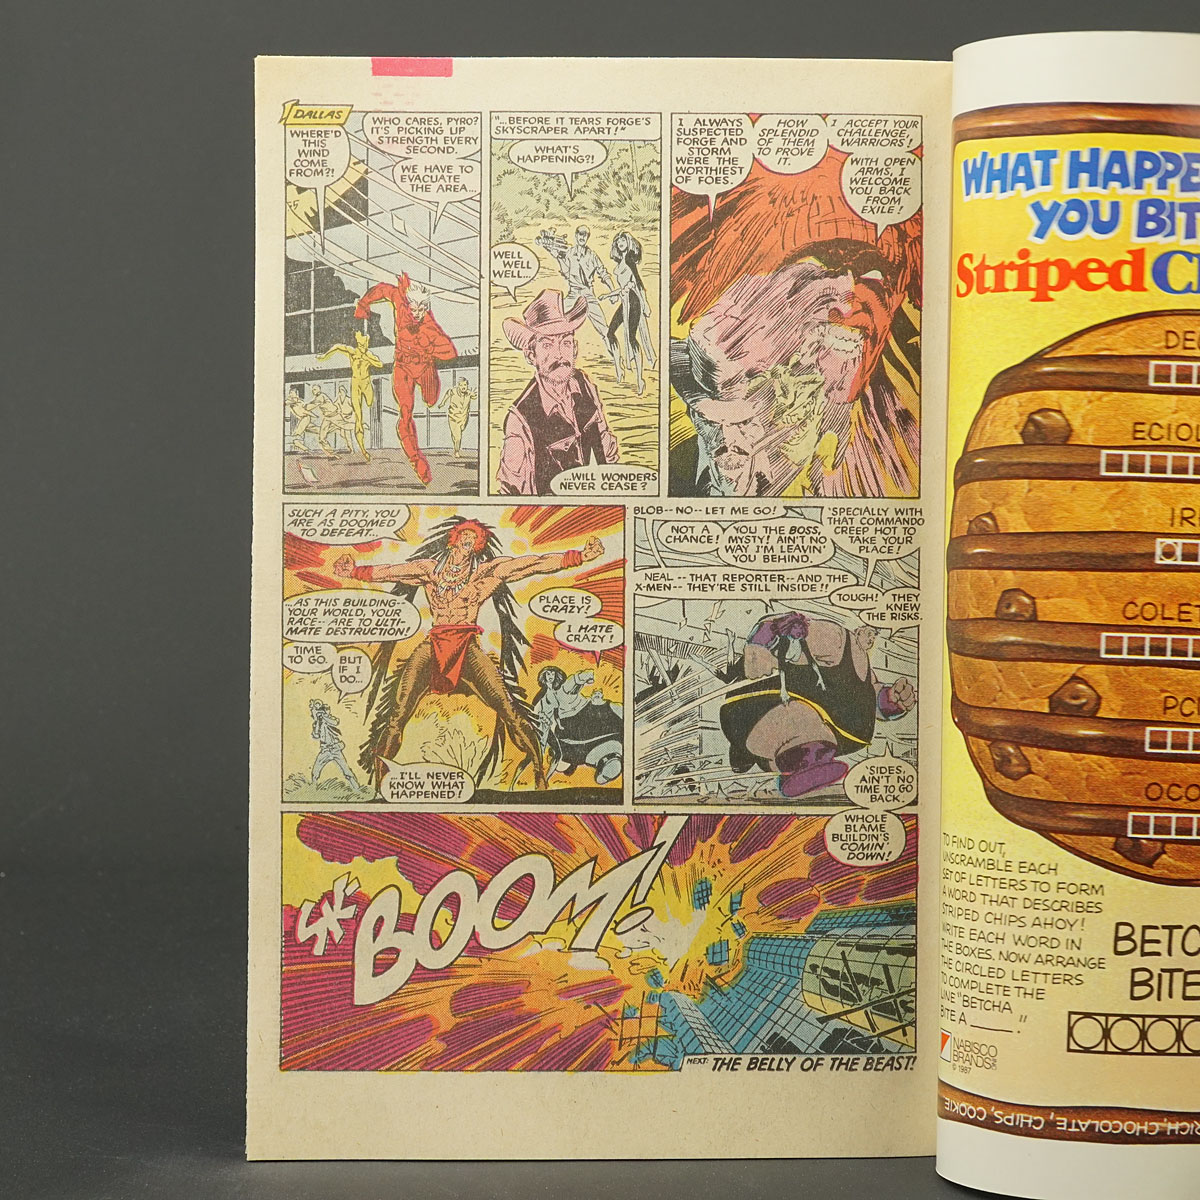 DALLAS
WHERE'D
THIS
WIND
COME
FROM?!
WHO CARES, PYRO?
IT'S PICKING UP
STRENGTH EVERY
SECOND.
WE HAVE TO
EVACUATE
THE AREA...
"...BEFORE IT TEARS FORGE'S
SKYSCRAPER APART!"
WHAT'S
HAPPENING?!
WELL
WELL
WELL...
...WILL WONDERS
NEVER CEASE?
I ALWAYS
SUSPECTED
FORGE AND
STORM
WERE THE
WORTHIEST
OF FOES.
HOW
SPLENDID
OF THEM
TO PROVE
IT.
I ACCEPT YOUR
CHALLENGE,
WARRIORS!
WITH OPEN
ARMS, I
WELCOME
YOU BACK
FROM
EXILE!
SUCH A PITY, YOU
ARE AS DOOMED
TO DEFEAT...
...AS THIS BUILDING--
YOUR WORLD, YOUR
RACE--ARE TO ULTI-
MATE DESTRUCTION!
TIME
TO GO.
BUT
IF I
DO...
...I'LL NEVER
KNOW WHAT
HAPPENED!
PLACE IS
CRAZY!
I HATE
CRAZY!
BLOB--NO--LET ME GO!
NOT A
CHANCE!
YOU THE BOSS,
MYSTY! AIN'T NO
WAY I'M LEAVIN'
YOU BEHIND.
'SPECIALLY WITH
THAT COMMANDO
CREEP HOT TO
TAKE YOUR
PLACE!
NEAL--THAT REPORTER--AND THE
X-MEN--THEY'RE STILL INSIDE!!
TOUGH! THEY
KNEW
THE RISKS.
'SIDES,
AIN'T NO
TIME TO GO
BACK.
WHOLE
BLAME
BUILDIN'S
COMIN'
DOWN!
SK
BOOM!
NEXT: THE BELLY OF THE BEAST!
WHAT HAPPE
YOU BIT
Striped C
DE
ECIO
IR
COLE
PC
OCO
TO FIND OUT,
UNSCRAMBLE EACH
SET OF LETTERS TO FORM
A WORD THAT DESCRIBES
STRIPED CHIPS AHOY!
WRITE EACH WORD IN
THE BOXES. NOW ARRANGE
THE CIRCLED LETTERS
TO COMPLETE THE
LINE "BETCHA
BITE A ____."
BETC
BITE
NABISCO
BRANDS
© 1987
RICH, CHOCOLATE, CHIPS, COOKIE